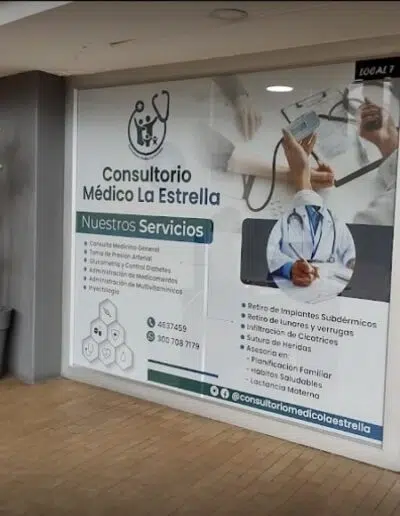 LOCAL 7
Consultorio
Médico La Estrella
Nuestros Servicios
Consulta Medicina General
Toma de Presión Arterial
Glucometría y Control Diabetes
Administración de Medicamentos
Administración de Multivitamínicos
Inyectología
4637459
300 708 7179
Retiro de Implantes Subdérmicos
Retiro de lunares y verrugas
Infiltración de Cicatrices
Sutura de Heridas
Asesoría en:
- Planificación Familiar
- Hábitos Saludables
- Lactancia Materna
@consultoriomedicolaestrella